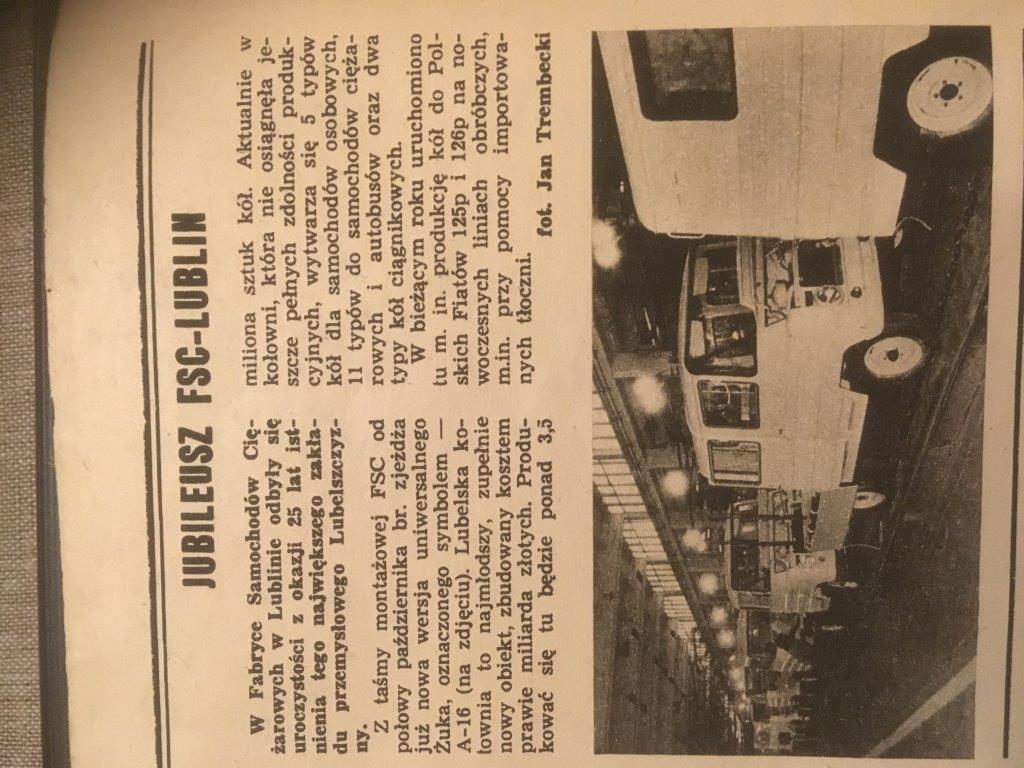 JUBILEUSZ FSC-LUBLIN
W Fabryce Samochodów Cię-
żarowych w Lublinie odbyły się
uroczystości z okazji 25 lat ist-
nienia tego największego zakła-
du przemysłowego Lubelszczyz-
ny.
Z taśmy montażowej FSC od
połowy października br. zjeżdża
już nowa wersja uniwersalnego
Żuka, oznaczonego symbolem —
A-16 (na zdjęciu). Lubelska ko-
łownia to najmłodszy, zupełnie
nowy obiekt, zbudowany kosztem
prawie miliarda złotych. Produ-
kować się tu będzie ponad 3,5
miliona sztuk kół. Aktualnie w
kołowni, która nie osiągnęła je-
szcze pełnych zdolności produk-
cyjnych, wytwarza się 5 typów
kół dla samochodów osobowych,
11 typów do samochodów cięża-
rowych i autobusów oraz dwa
typy kół ciągnikowych.
W bieżącym roku uruchomiono
tu m. in. produkcję kół do Pol-
skich Fiatów 125p i 126p na no-
woczesnych liniach obróbczych,
m.in. przy pomocy importowa-
nych tłoczni.
fot. Jan Trembecki